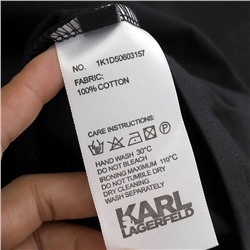 NO. 1K1D50603157
FABRIC:
100% COTTON
CARE INSTRUCTIONS:
HAND WASH 30°C
DO NOT BLEACH
IRONING MAXIMUM 110°C
DO NOT TUMBLE DRY
DRY CLEANING
WASH SEPARATELY
KARL
LAGERFELD